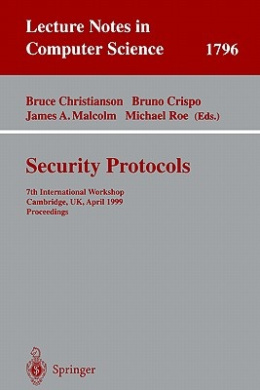 Lecture Notes in
Computer Science 1796
Bruce Christianson Bruno Crispo
James A. Malcolm Michael Roe (Eds.)
Security Protocols
7th International Workshop
Cambridge, UK, April 1999
Proceedings
Springer